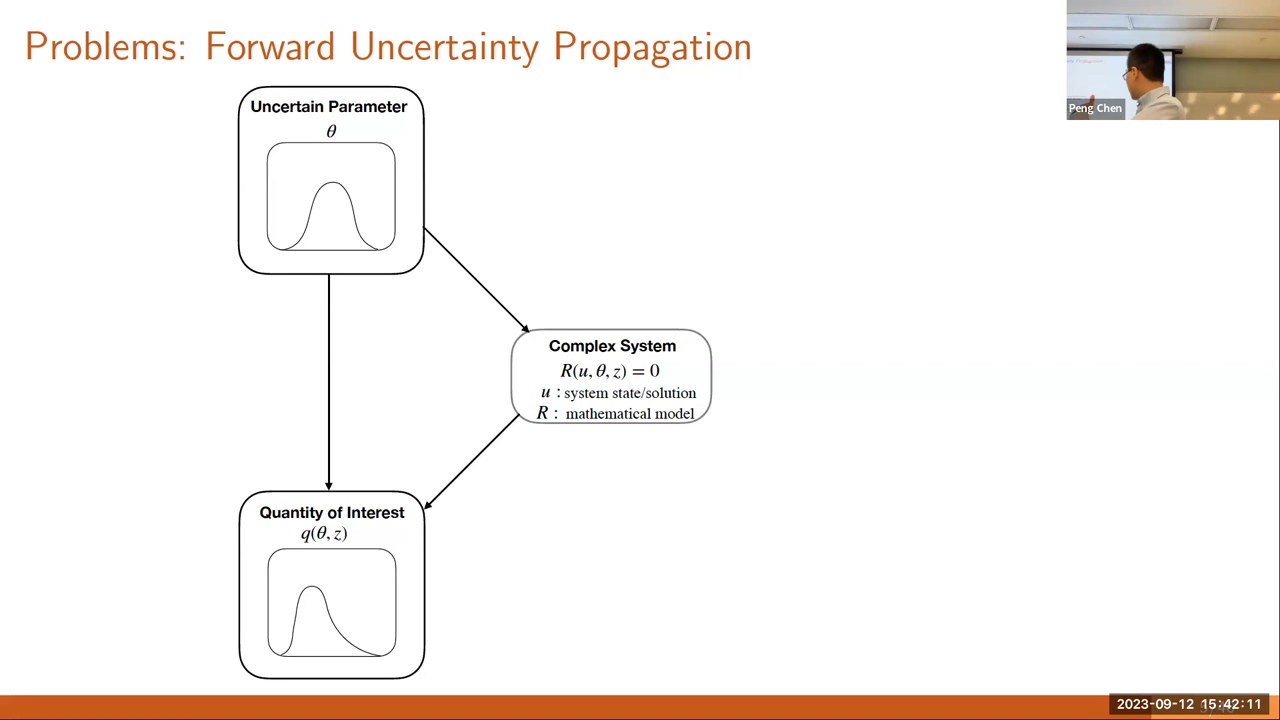 Problems: Forward Uncertainty Propagation
Peng Chen
Uncertain Parameter
θ
Complex System
R(u, θ, z) = 0
u : system state/solution
R : mathematical model
Quantity of Interest
q(θ, z)
2023-09-12 15:42:11